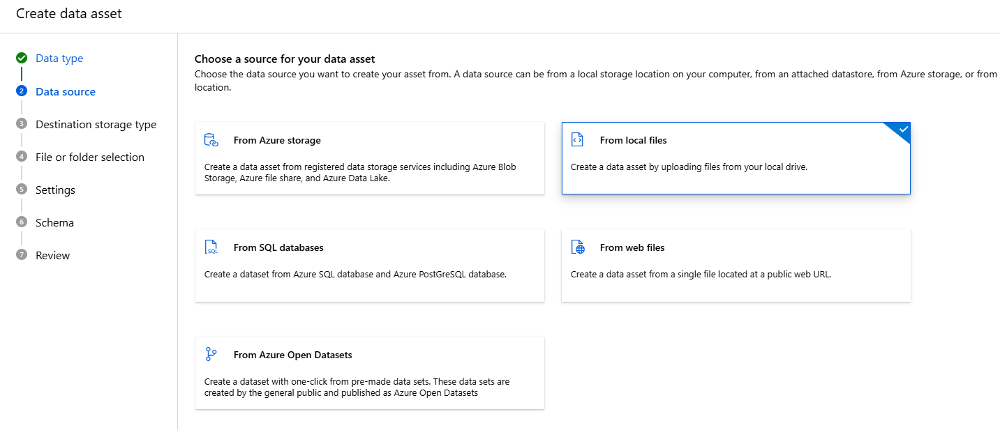 Create data asset
Data type
2
Data source
3
Destination storage type
4
File or folder selection
5
Settings
6
Schema
7
Review
Choose a source for your data asset
Choose the data source you want to create your asset from. A data source can be from a local storage location on your computer, from an attached datastore, from Azure storage, or from
location.
From Azure storage
Create a data asset from registered data storage services including Azure Blob
Storage, Azure file share, and Azure Data Lake.
From local files
Create a data asset by uploading files from your local drive.
SQL
From SQL databases
Create a dataset from Azure SQL database and Azure PostGreSQL database.
From web files
Create a data asset from a single file located at a public web URL.
From Azure Open Datasets
Create a dataset with one-click from pre-made data sets. These data sets are
created by the general public and published as Azure Open Datasets